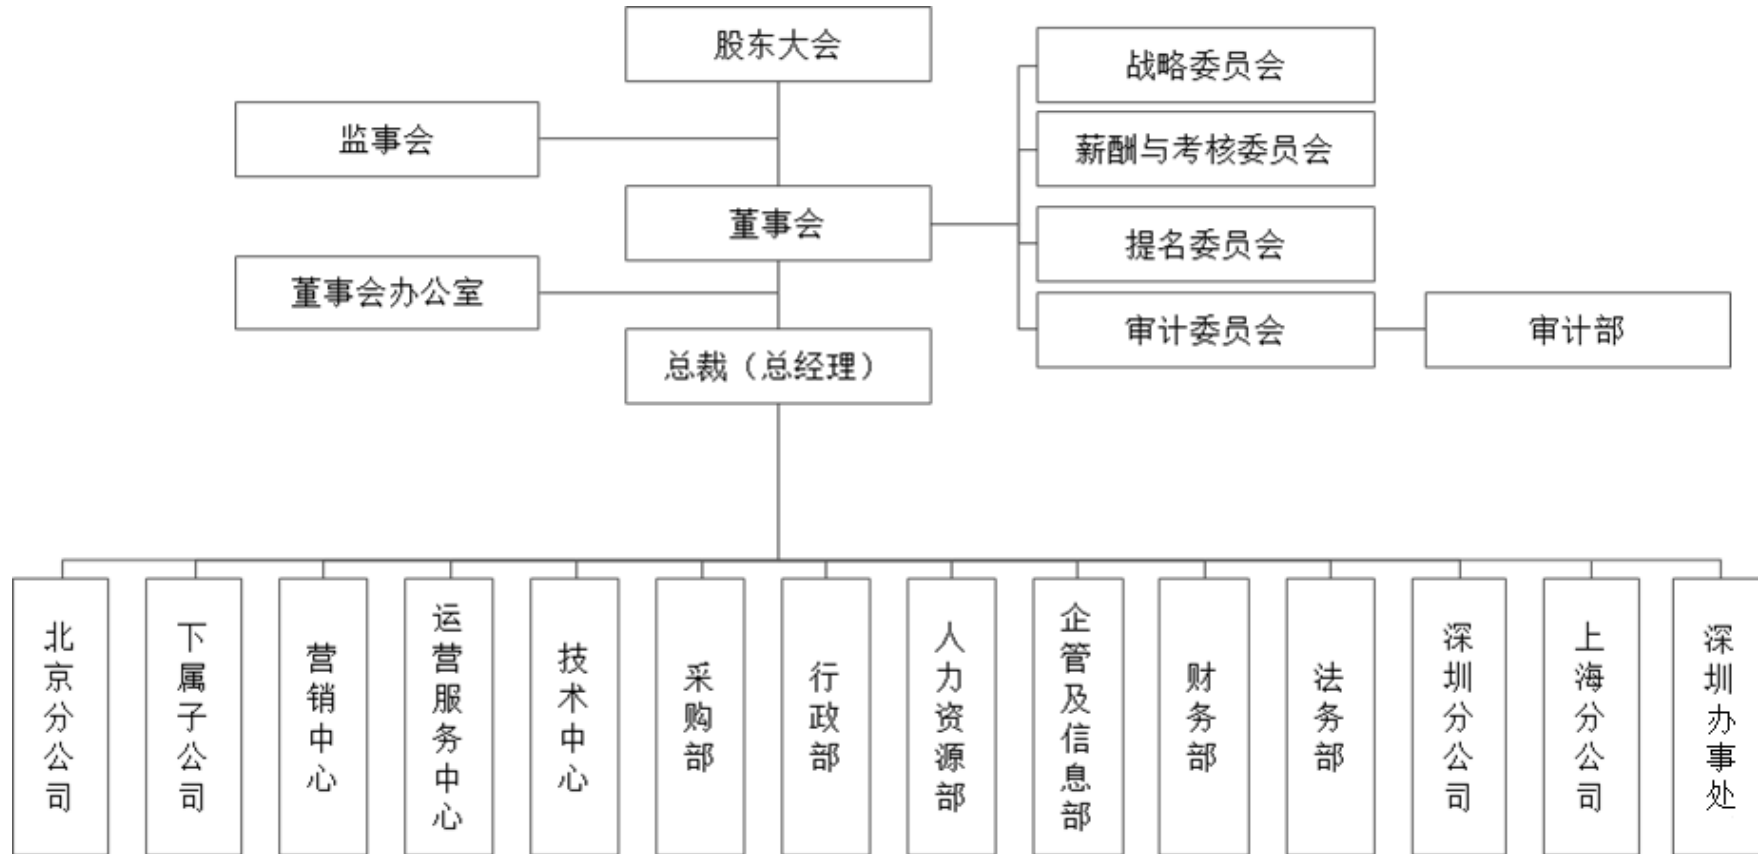 股东大会
战略委员会
监事会
薪酬与考核委员会
董事会
提名委员会
董事会办公室
审计委员会
审计部
总裁（总经理）
北京分公司
下属子公司
营销中心
运营服务中心
技术中心
采购部
行政部
人力资源部
企管及信息部
财务部
法务部
深圳分公司
上海分公司
深圳办事处